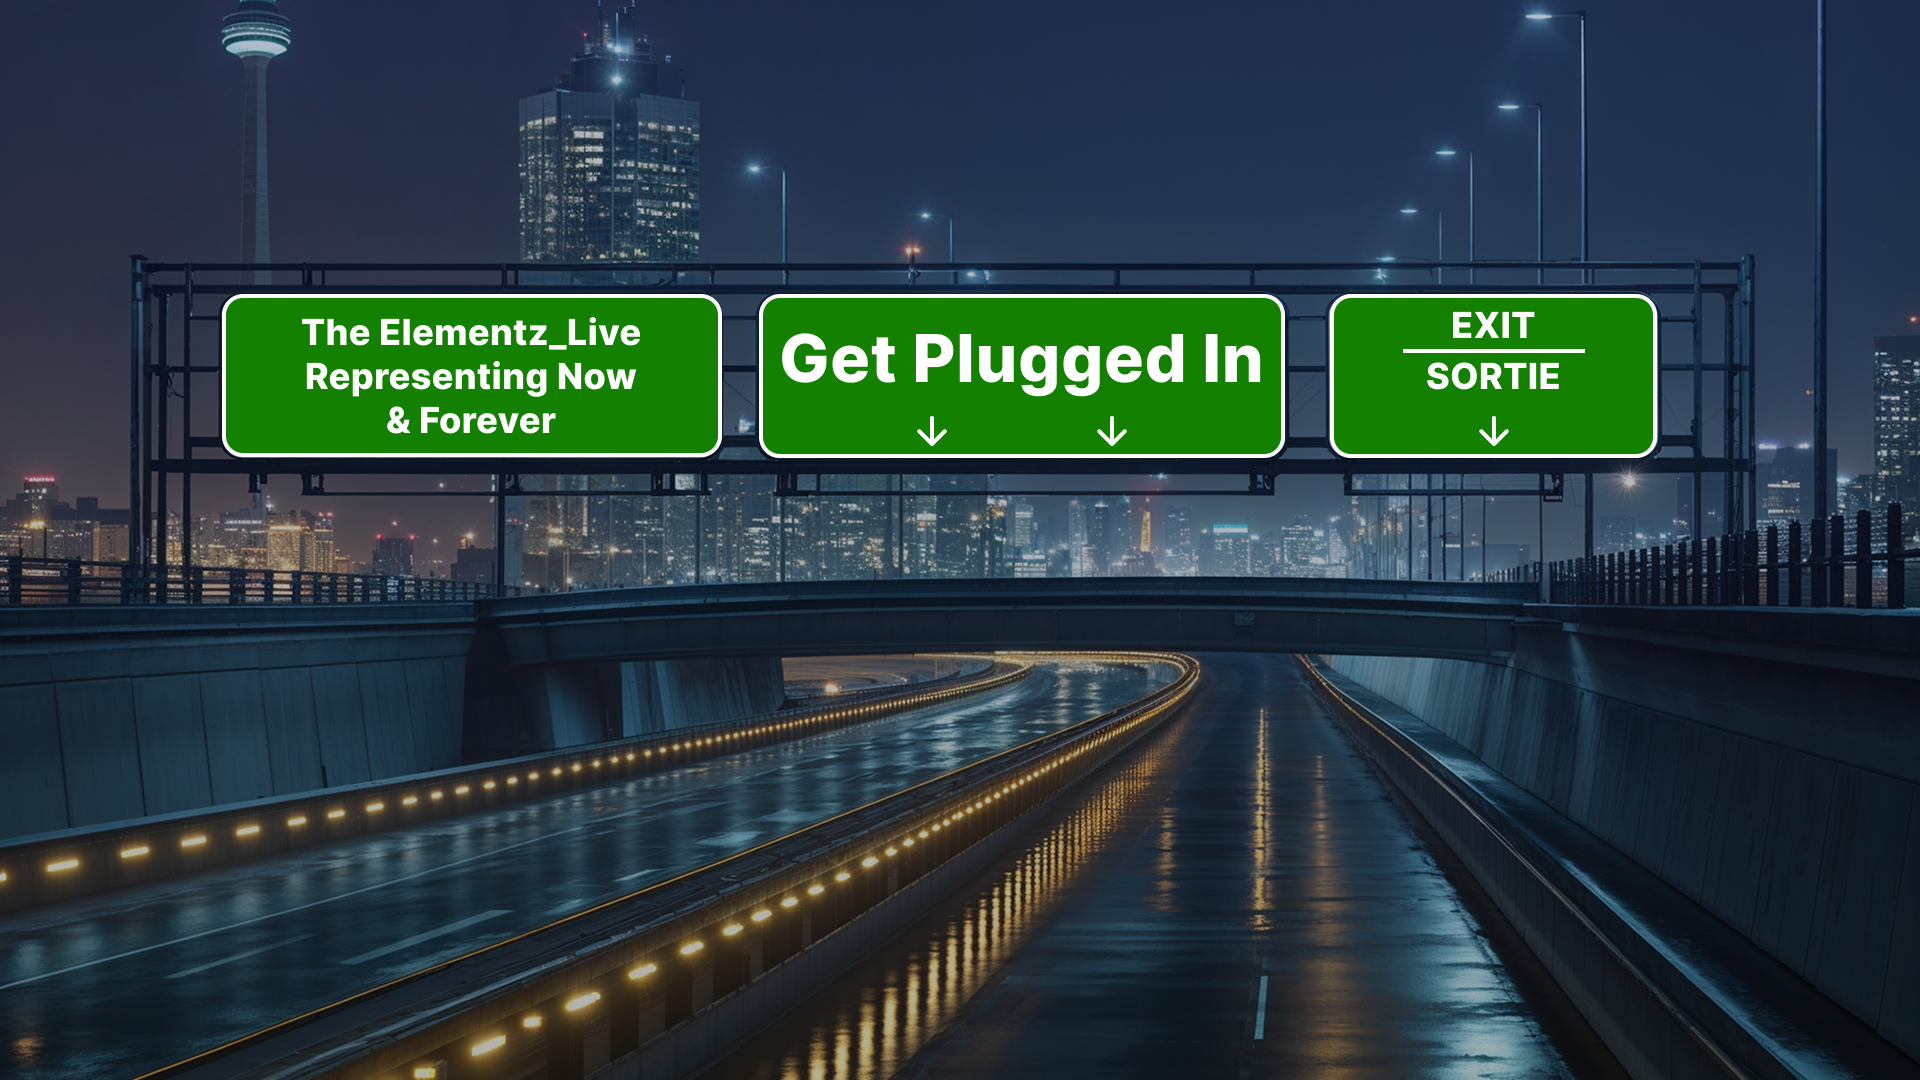 The Elementz_Live
Representing Now
& Forever
Get Plugged In
EXIT
SORTIE